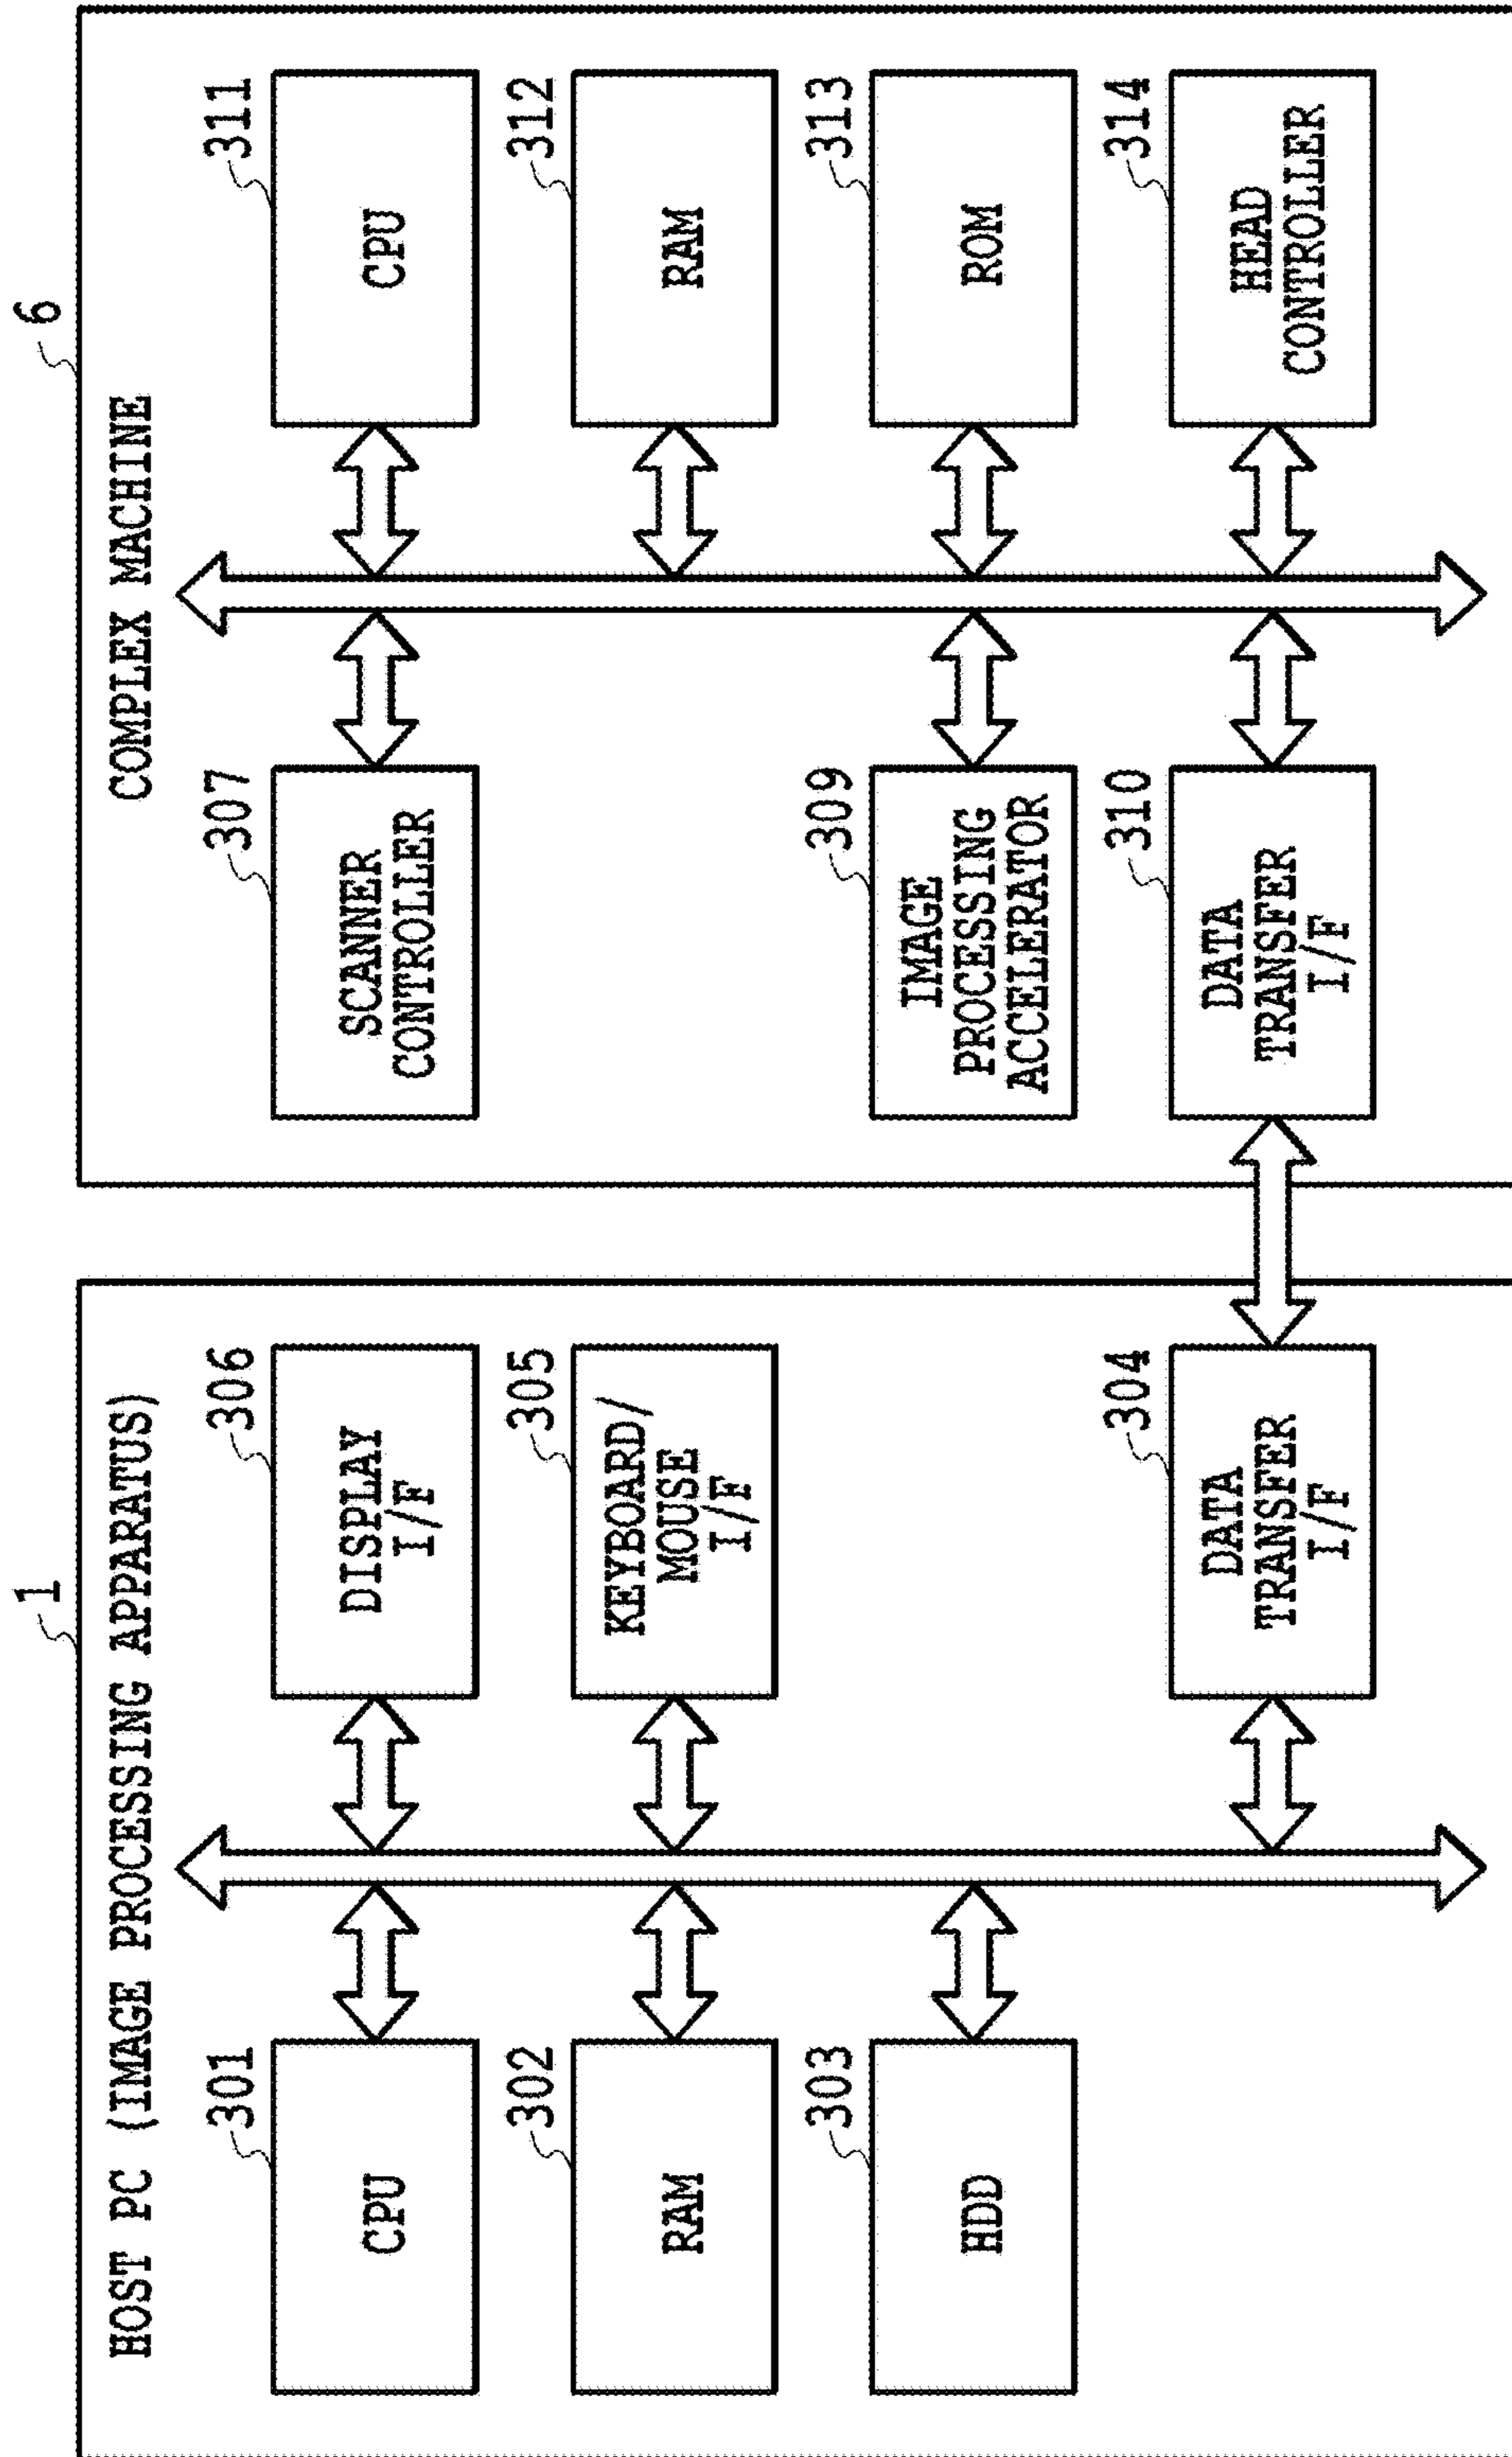 1
HOST PC (IMAGE PROCESSING APPARATUS)
301
CPU
302
RAM
303
HDD
306
DISPLAY
I/F
305
KEYBOARD/
MOUSE
I/F
304
DATA
TRANSFER
I/F
6
COMPLEX MACHINE
307
SCANNER
CONTROLLER
309
IMAGE
PROCESSING
ACCELERATOR
310
DATA
TRANSFER
I/F
311
CPU
312
RAM
313
ROM
314
HEAD
CONTROLLER